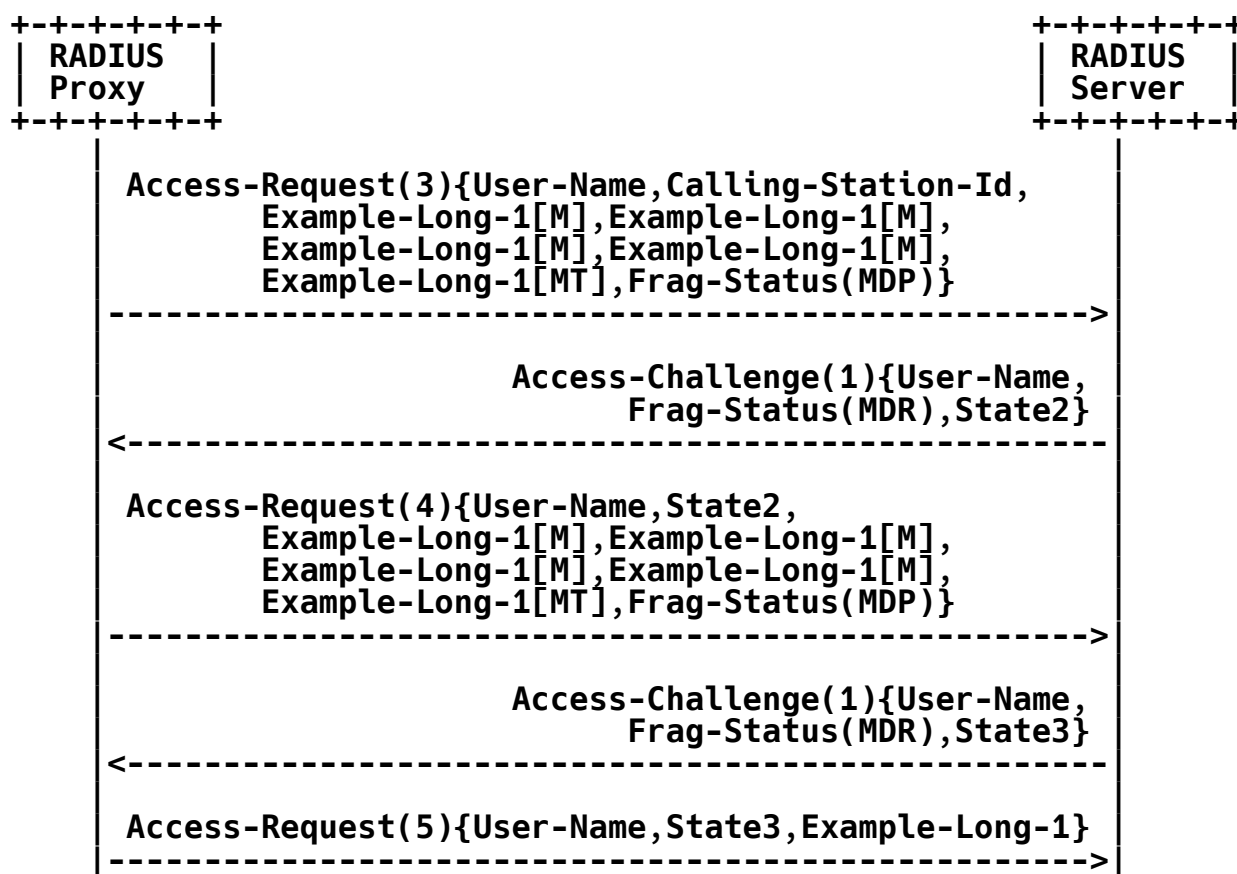 +-+-+-+-+-+ +-+-+-+-+-+
| RADIUS | | RADIUS |
| Proxy | | Server |
+-+-+-+-+-+ +-+-+-+-+-+
Access-Request(3){User-Name,Calling-Station-Id,
Example-Long-1[M],Example-Long-1[M],
Example-Long-1[M],Example-Long-1[M],
Example-Long-1[MT],Frag-Status(MDP)}
--------------------------------------------------->
Access-Challenge(1){User-Name,
Frag-Status(MDR),State2}
<---------------------------------------------------
Access-Request(4){User-Name,State2,
Example-Long-1[M],Example-Long-1[M],
Example-Long-1[M],Example-Long-1[M],
Example-Long-1[MT],Frag-Status(MDP)}
--------------------------------------------------->
Access-Challenge(1){User-Name,
Frag-Status(MDR),State3}
<---------------------------------------------------
Access-Request(5){User-Name,State3,Example-Long-1}
--------------------------------------------------->